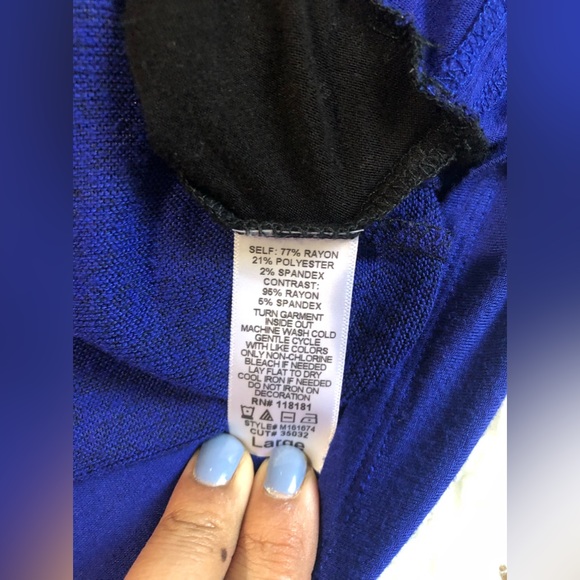 SELF: 77% RAYON
21% POLYESTER
2% SPANDEX
CONTRAST:
95% RAYON
5% SPANDEX
TURN GARMENT
INSIDE OUT
MACHINE WASH COLD
GENTLE CYCLE
WITH LIKE COLORS
ONLY NON-CHLORINE
BLEACH IF NEEDED
LAY FLAT TO DRY
COOL IRON IF NEEDED
DO NOT IRON ON
DECORATION
RN# 118181
STYLE# M161674
CUT# 35032
Large